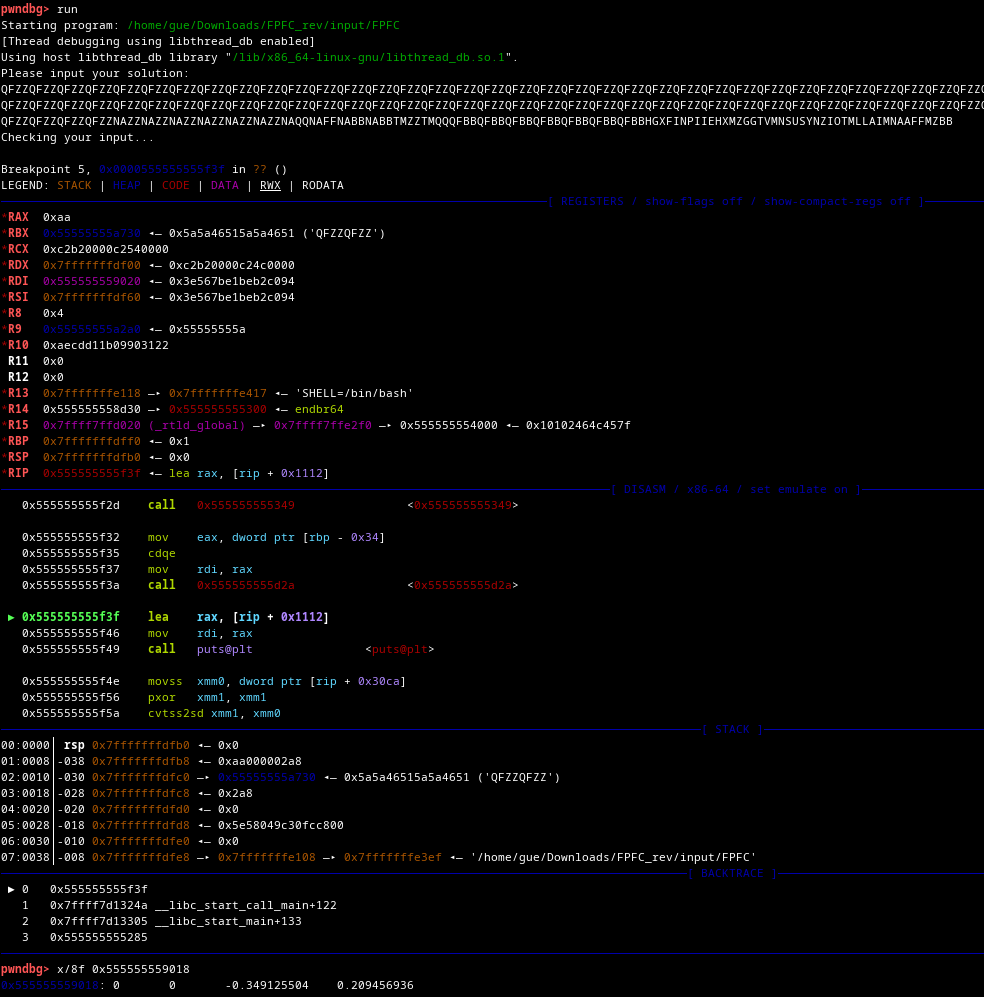 pwndbg> run
Starting program: /home/gue/Downloads/FPFC_rev/input/FPFC
[Thread debugging using libthread_db enabled]
Using host libthread_db library "/lib/x86_64-linux-gnu/libthread_db.so.1".
Please input your solution:
QFZZQFZZQFZZQFZZQFZZQFZZQFZZQFZZQFZZQFZZQFZZQFZZQFZZQFZZQFZZQFZZQFZZQFZZQFZZQFZZQFZZQFZZQFZZQFZZQFZZQFZZQFZZQFZZQFZZQFZZQFZZQFZZQFZZQFZZQFZZ
QFZZQFZZQFZZQFZZQFZZQFZZQFZZQFZZQFZZQFZZQFZZQFZZQFZZQFZZQFZZQFZZQFZZQFZZQFZZQFZZQFZZQFZZQFZZQFZZQFZZQFZZQFZZQFZZQFZZQFZZQFZZQFZZQFZZQFZZQFZZQ
QFZZQFZZQFZZQFZZNAZZNAZZNAZZNAZZNAZZNAZZNAQQNAFFNABBNABBTMZZTMQQQFBBQFBBQFBBQFBBQFBBQFBBQFBBHGXFINPIIEHXMZGGTVMNSUSYNZIOTMLLAIMNAAFFMZBB
Checking your input...
Breakpoint 5, 0x0000555555555f3f in ?? ()
LEGEND: STACK | HEAP | CODE | DATA | RWX | RODATA
[ REGISTERS / show-flags off / show-compact-regs off ]
*RAX 0xaa
*RBX 0x55555555a730 ◂— 0x5a5a46515a5a4651 ('QFZZQFZZ')
*RCX 0xc2b20000c2540000
*RDX 0x7fffffffdf00 ◂— 0xc2b20000c24c0000
*RDI 0x555555559020 ◂— 0x3e567be1beb2c094
*RSI 0x7fffffffdf60 ◂— 0x3e567be1beb2c094
*R8 0x4
*R9 0x55555555a2a0 ◂— 0x55555555a
*R10 0xaecdd11b09903122
R11 0x0
R12 0x0
*R13 0x7fffffffe118 —▸ 0x7fffffffe417 ◂— 'SHELL=/bin/bash'
*R14 0x555555558d30 —▸ 0x555555555300 ◂— endbr64
*R15 0x7ffff7ffd020 (_rtld_global) —▸ 0x7ffff7ffe2f0 —▸ 0x555555554000 ◂— 0x10102464c457f
*RBP 0x7fffffffdff0 ◂— 0x1
*RSP 0x7fffffffdfb0 ◂— 0x0
*RIP 0x555555555f3f ◂— lea rax, [rip + 0x1112]
[ DISASM / x86-64 / set emulate on ]
0x555555555f2d call 0x555555555349 <0x555555555349>
0x555555555f32 mov eax, dword ptr [rbp - 0x34]
0x555555555f35 cdqe
0x555555555f37 mov rdi, rax
0x555555555f3a call 0x555555555d2a <0x555555555d2a>
► 0x555555555f3f lea rax, [rip + 0x1112]
0x555555555f46 mov rdi, rax
0x555555555f49 call puts@plt <puts@plt>
0x555555555f4e movss xmm0, dword ptr [rip + 0x30ca]
0x555555555f56 pxor xmm1, xmm1
0x555555555f5a cvtss2sd xmm1, xmm0
[ STACK ]
00:0000│ rsp 0x7fffffffdfb0 ◂— 0x0
01:0008│-038 0x7fffffffdfb8 ◂— 0xaa000002a8
02:0010│-030 0x7fffffffdfc0 —▸ 0x55555555a730 ◂— 0x5a5a46515a5a4651 ('QFZZQFZZ')
03:0018│-028 0x7fffffffdfc8 ◂— 0x2a8
04:0020│-020 0x7fffffffdfd0 ◂— 0x0
05:0028│-018 0x7fffffffdfd8 ◂— 0x5e58049c30fcc800
06:0030│-010 0x7fffffffdfe0 ◂— 0x0
07:0038│-008 0x7fffffffdfe8 —▸ 0x7fffffffe108 —▸ 0x7fffffffe3ef ◂— '/home/gue/Downloads/FPFC_rev/input/FPFC'
[ BACKTRACE ]
► 0 0x555555555f3f
1 0x7ffff7d1324a __libc_start_call_main+122
2 0x7ffff7d13305 __libc_start_main+133
3 0x555555555285
pwndbg> x/8f 0x555555559018
0x555555559018: 0 0 -0.349125504 0.209456936